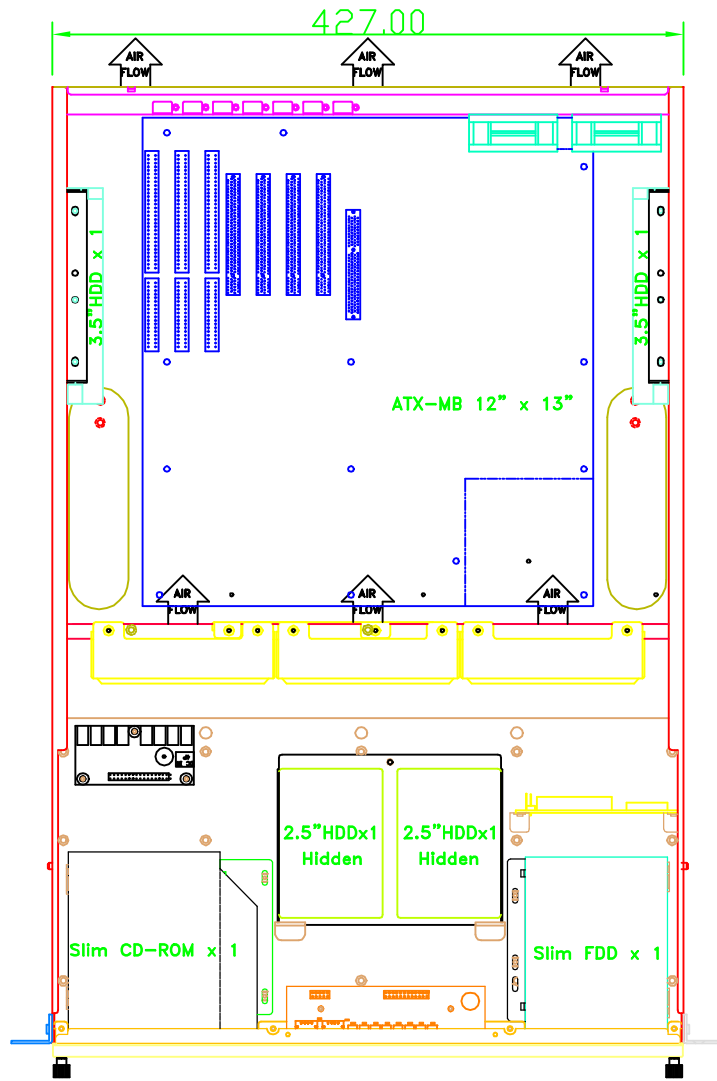 427.00
AIR
FLOW
AIR
FLOW
AIR
FLOW
3.5"HDD x 1
3.5"HDD x 1
ATX-MB 12" x 13"
AIR
FLOW
AIR
FLOW
AIR
FLOW
2.5"HDDx1
Hidden
2.5"HDDx1
Hidden
Slim CD-ROM x 1
Slim FDD x 1